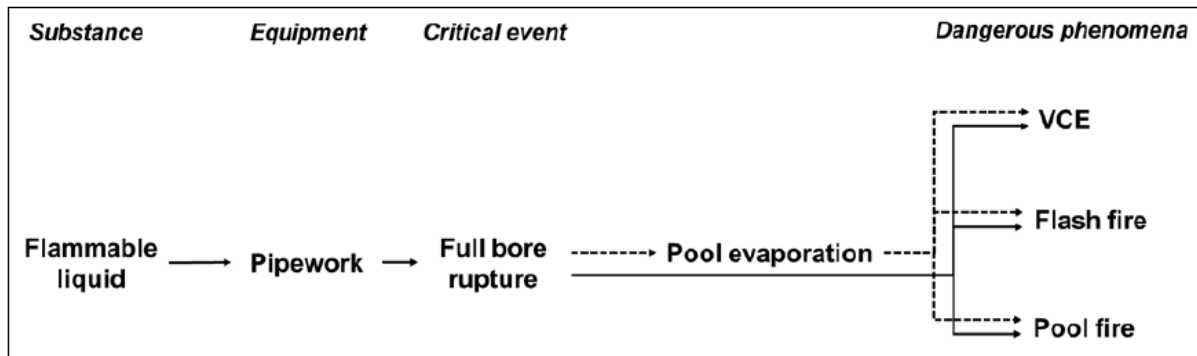 Substance Equipment Critical event Dangerous phenomena
VCE
Flash fire
Flammable liquid
Pipework
Full bore rupture
Pool evaporation
Pool fire